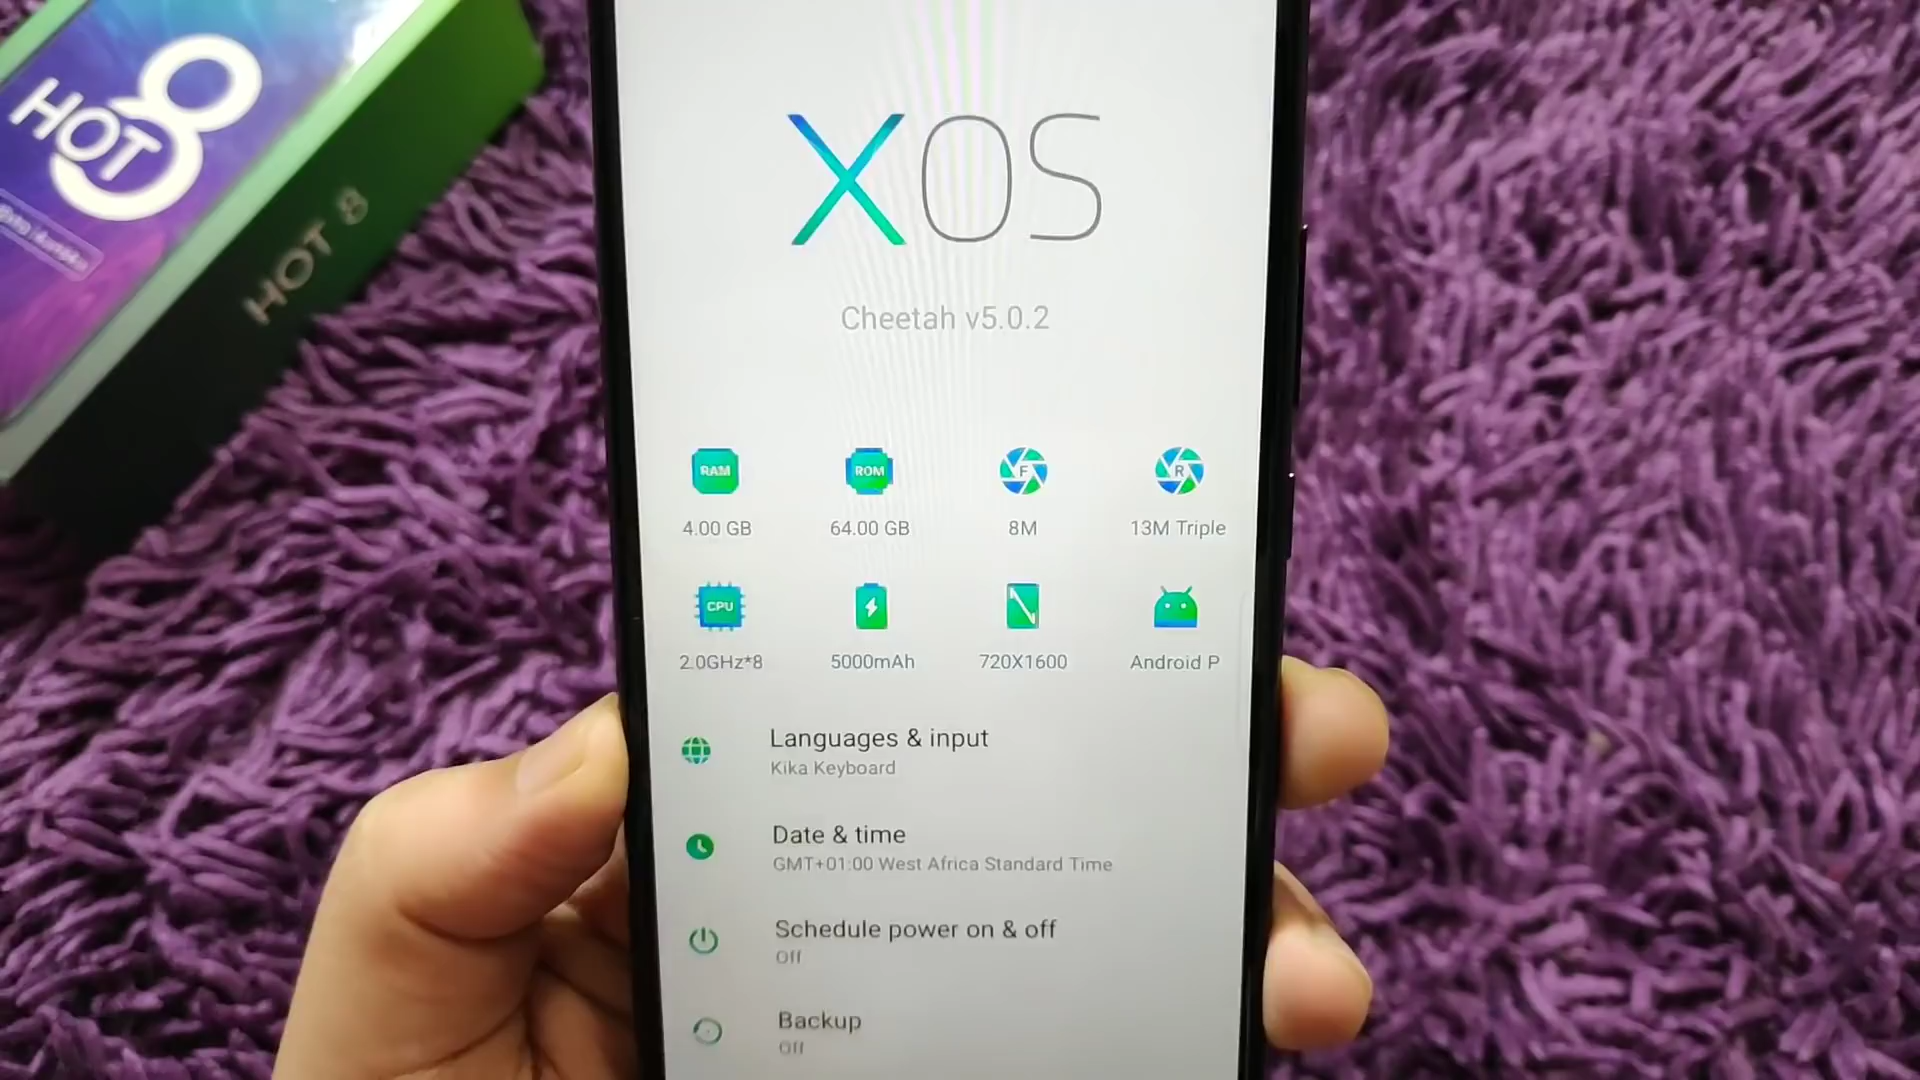 HOT 8
HOT 8
XOS
Cheetah v5.0.2
RAM
ROM
F
R
4.00 GB
64.00 GB
8M
13M Triple
CPU
2.0GHz*8
5000mAh
720X1600
Android P
Languages & input
Kika Keyboard
Date & time
GMT+01:00 West Africa Standard Time
Schedule power on & off
Off
Backup
Off